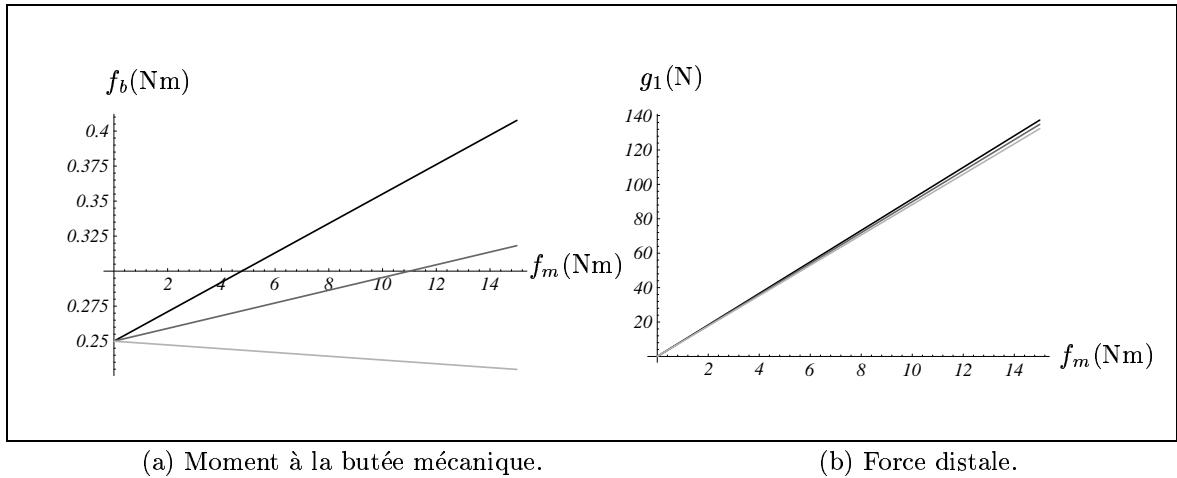 f_b(Nm)
0.4
0.375
0.35
0.325
0.275
0.25
2 4 6 8 10 12 14
f_m(Nm)
g_1(N)
140
120
100
80
60
40
20
2 4 6 8 10 12 14
f_m(Nm)
(a) Moment à la butée mécanique.
(b) Force distale.